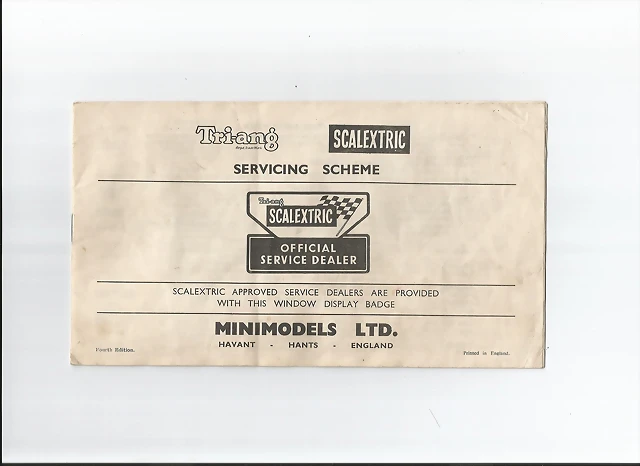 Tri-ang SCALEXTRIC
SERVICING SCHEME
Tri-ang
SCALEXTRIC
OFFICIAL
SERVICE DEALER
SCALEXTRIC APPROVED SERVICE DEALERS ARE PROVIDED
WITH THIS WINDOW DISPLAY BADGE
MINIMODELS LTD.
HAVANT - HANTS - ENGLAND
Fourth Edition. Printed in England.